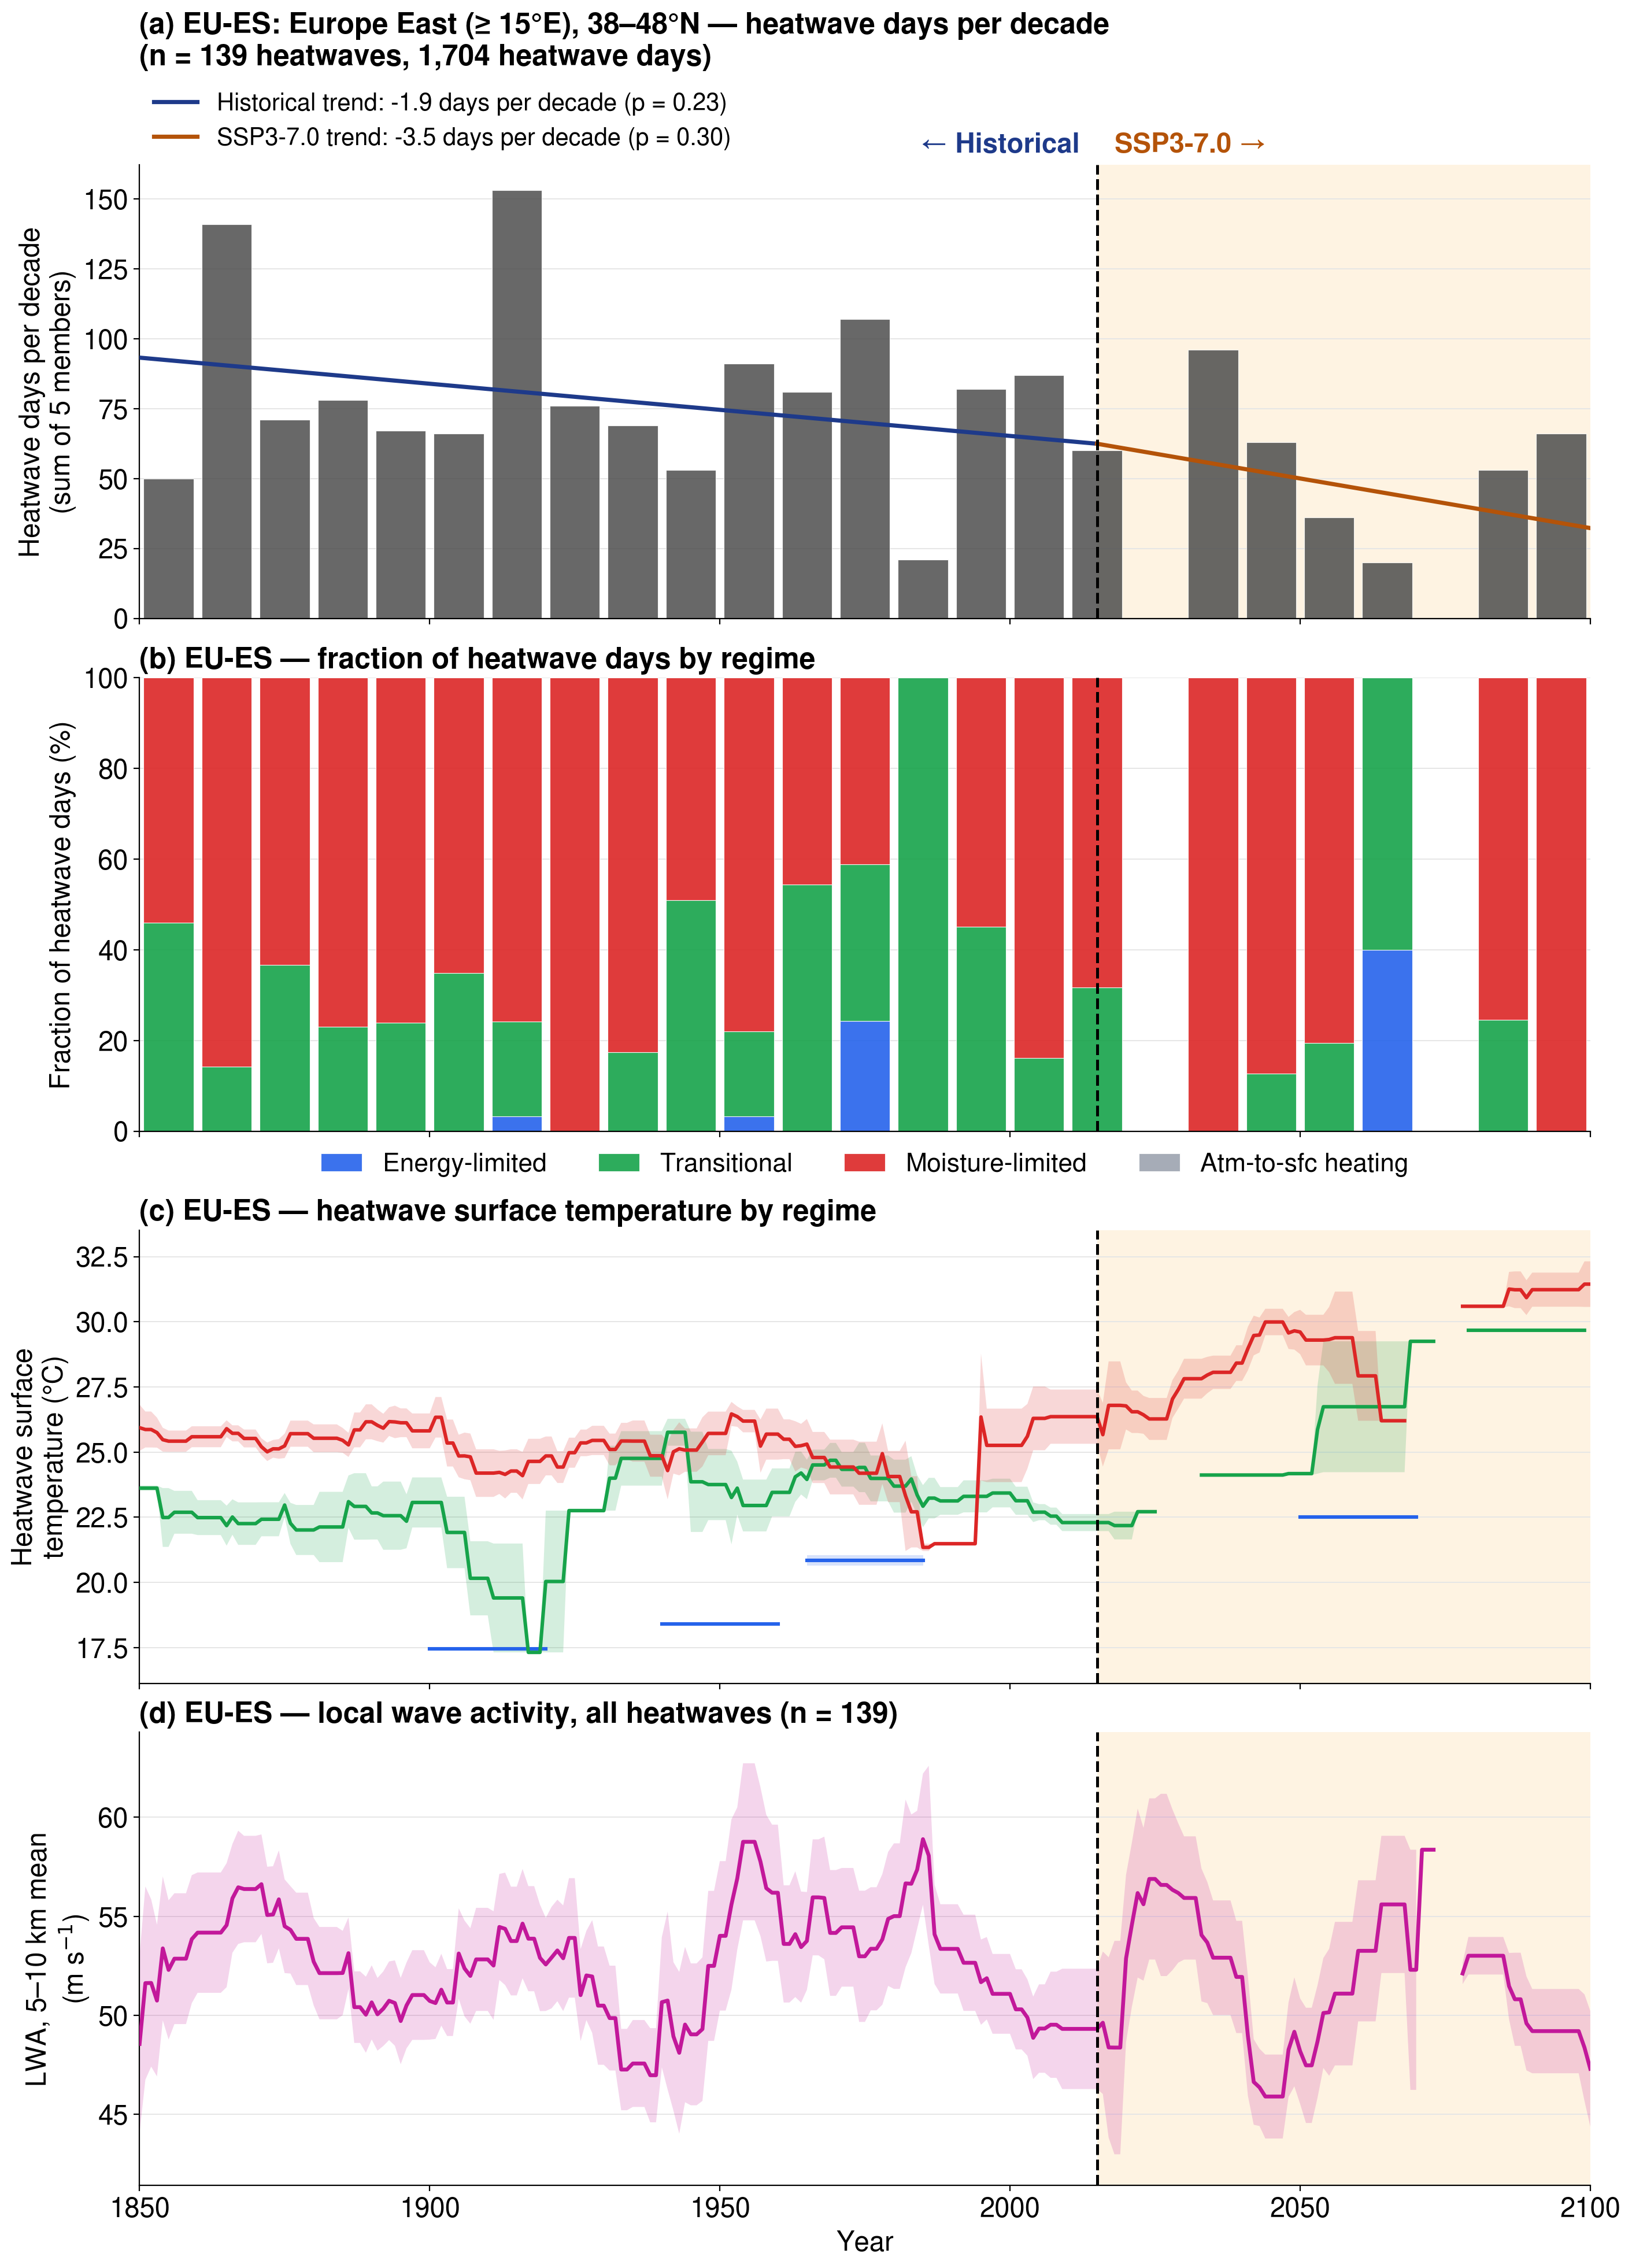 (a) EU-ES: Europe East (≥ 15°E), 38–48°N — heatwave days per decade
(n = 139 heatwaves, 1,704 heatwave days)
Historical trend: -1.9 days per decade (p = 0.23)
SSP3-7.0 trend: -3.5 days per decade (p = 0.30)
← Historical
SSP3-7.0 →
150
125
100
75
50
25
0
Heatwave days per decade
(sum of 5 members)
(b) EU-ES — fraction of heatwave days by regime
100
80
60
40
20
0
Fraction of heatwave days (%)
Energy-limited
Transitional
Moisture-limited
Atm-to-sfc heating
(c) EU-ES — heatwave surface temperature by regime
32.5
30.0
27.5
25.0
22.5
20.0
17.5
Heatwave surface
temperature (°C)
(d) EU-ES — local wave activity, all heatwaves (n = 139)
60
55
50
45
LWA, 5–10 km mean
(m s⁻¹)
1850
1900
1950
2000
2050
2100
Year